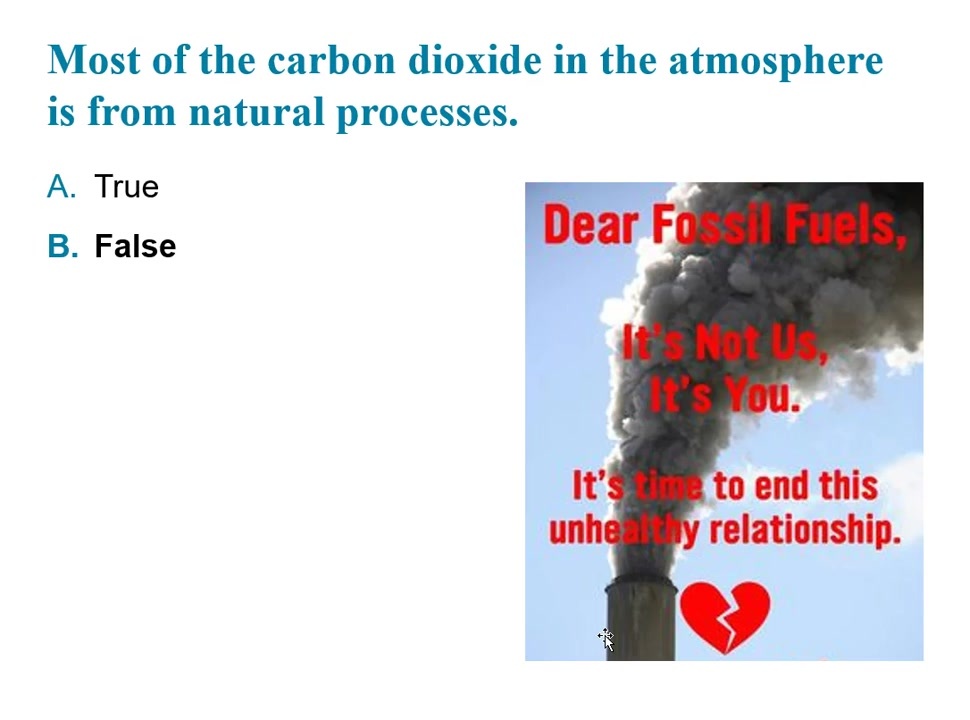 Most of the carbon dioxide in the atmosphere
is from natural processes.
A. True
B. False
Dear Fossil Fuels,
It's Not Us,
It's You.
It's time to end this
unhealthy relationship.